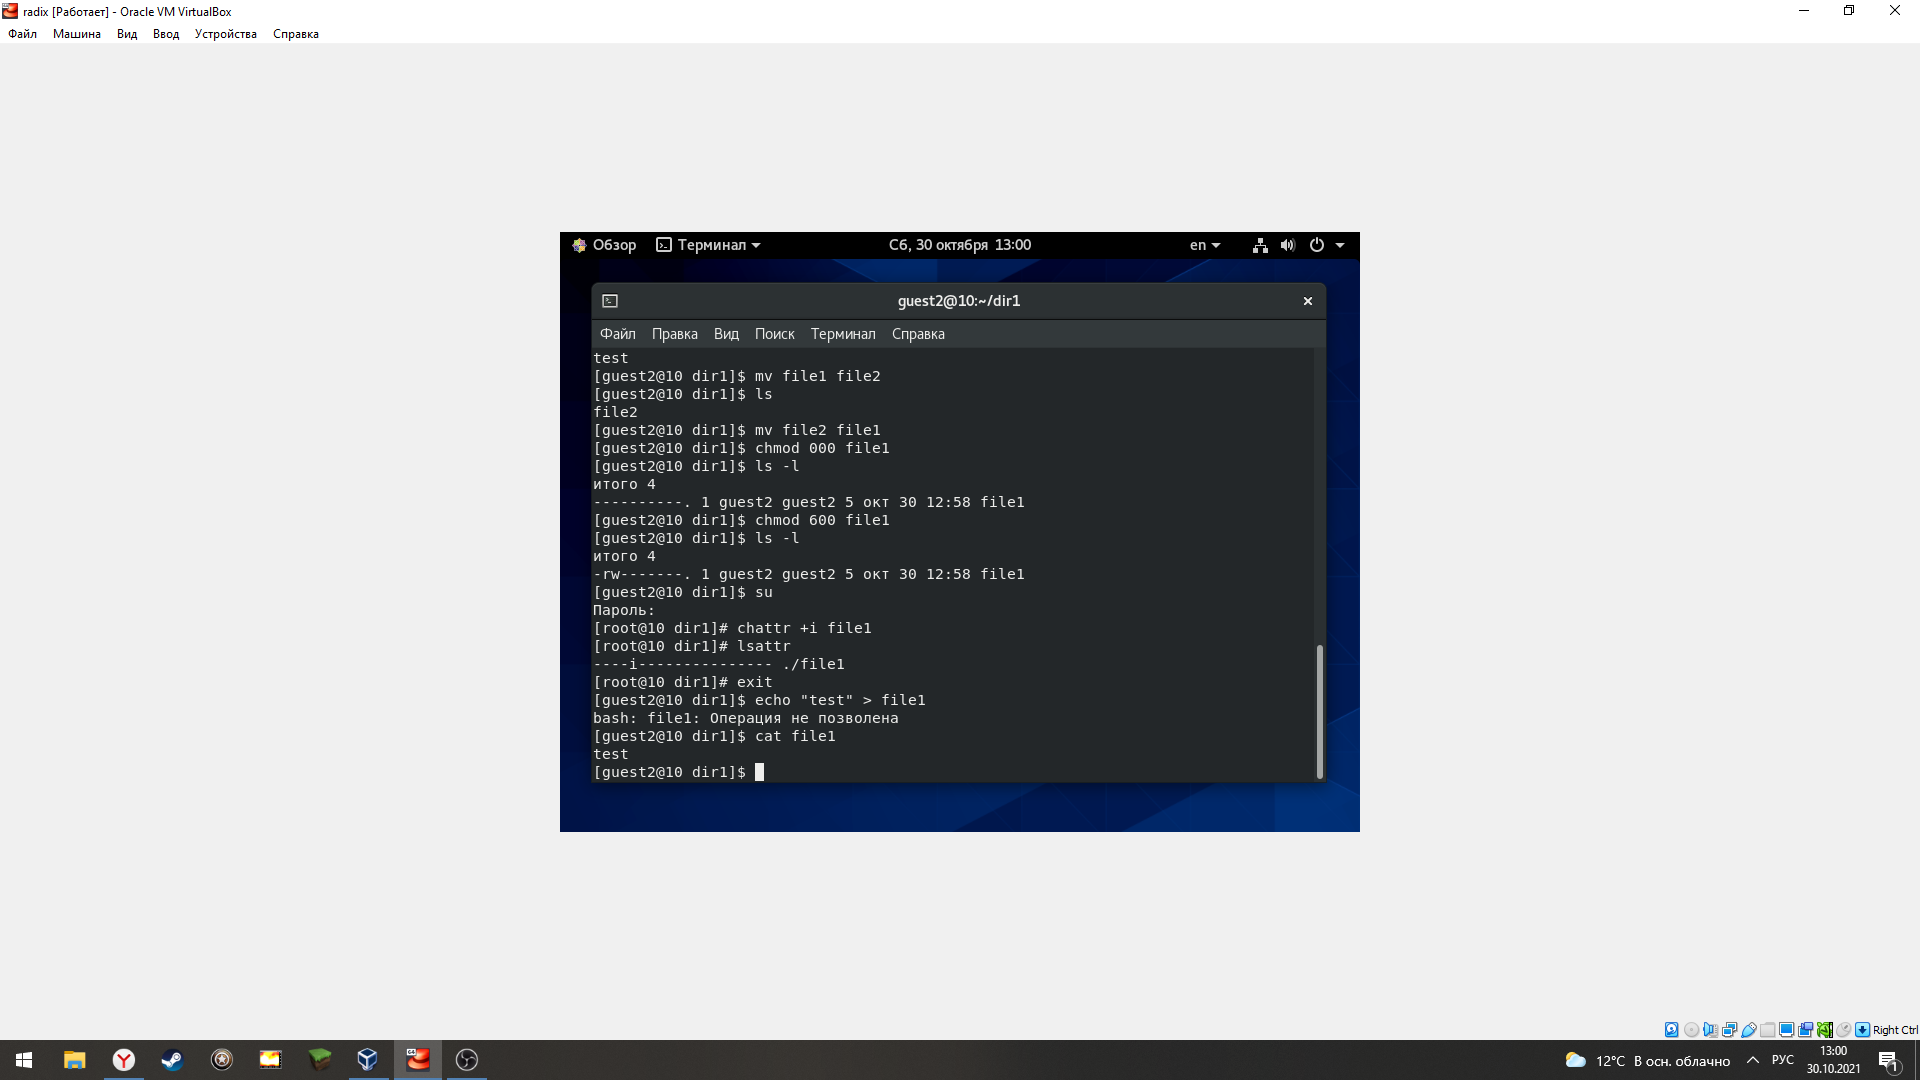 radix [Работает] - Oracle VM VirtualBox
Файл Машина Вид Ввод Устройства Справка
Обзор Терминал Сб, 30 октября 13:00 en
guest2@10:~/dir1
Файл Правка Вид Поиск Терминал Справка
test
[guest2@10 dir1]$ mv file1 file2
[guest2@10 dir1]$ ls
file2
[guest2@10 dir1]$ mv file2 file1
[guest2@10 dir1]$ chmod 000 file1
[guest2@10 dir1]$ ls -l
итого 4
----------. 1 guest2 guest2 5 окт 30 12:58 file1
[guest2@10 dir1]$ chmod 600 file1
[guest2@10 dir1]$ ls -l
итого 4
-rw-------. 1 guest2 guest2 5 окт 30 12:58 file1
[guest2@10 dir1]$ su
Пароль:
[root@10 dir1]# chattr +i file1
[root@10 dir1]# lsattr
----i--------------- ./file1
[root@10 dir1]# exit
[guest2@10 dir1]$ echo "test" > file1
bash: file1: Операция не позволена
[guest2@10 dir1]$ cat file1
test
[guest2@10 dir1]$
Right Ctrl
12°C В осн. облачно РУС 13:00
30.10.2021
1